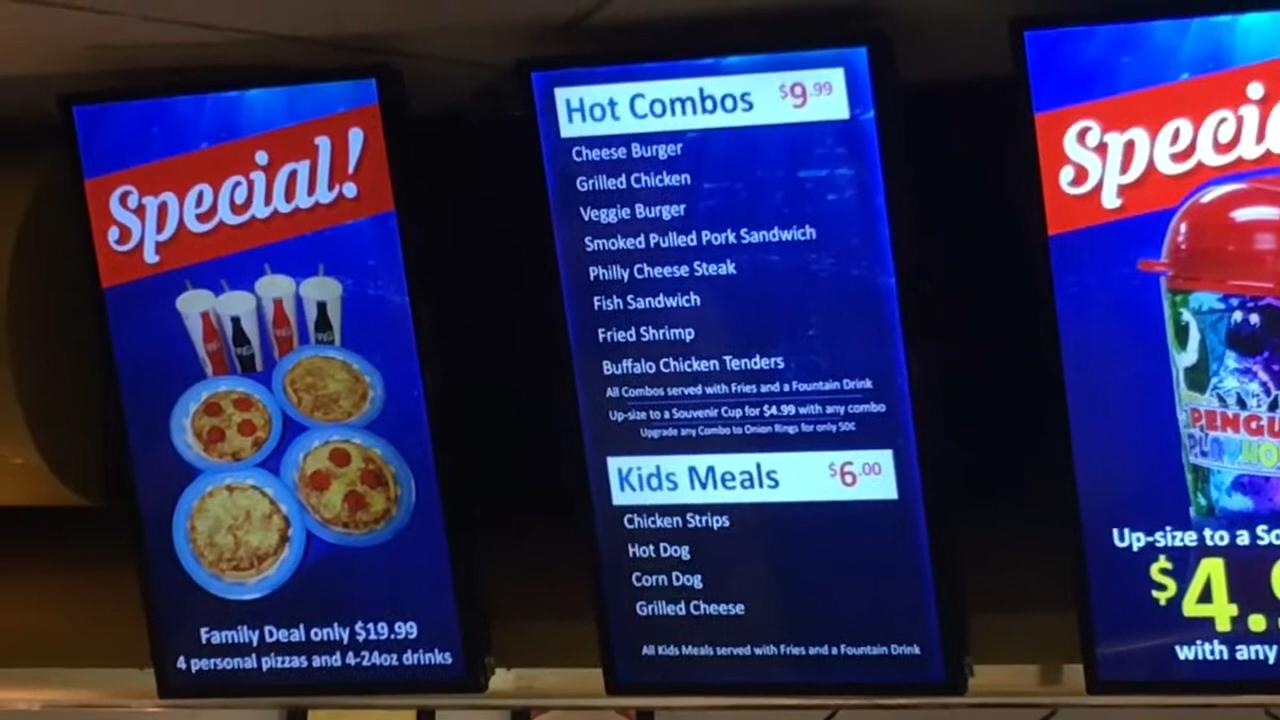 Special!
Family Deal only $19.99
4 personal pizzas and 4-24oz drinks
Hot Combos $9.99
Cheese Burger
Grilled Chicken
Veggie Burger
Smoked Pulled Pork Sandwich
Philly Cheese Steak
Fish Sandwich
Fried Shrimp
Buffalo Chicken Tenders
All Combos served with Fries and a Fountain Drink
Up-size to a Souvenir Cup for $4.99 with any combo
Upgrade any Combo to Onion Rings for only 50¢
Kids Meals $6.00
Chicken Strips
Hot Dog
Corn Dog
Grilled Cheese
All Kids Meals served with Fries and a Fountain Drink
Specia
PENGU
Up-size to a So
$4.9
with any